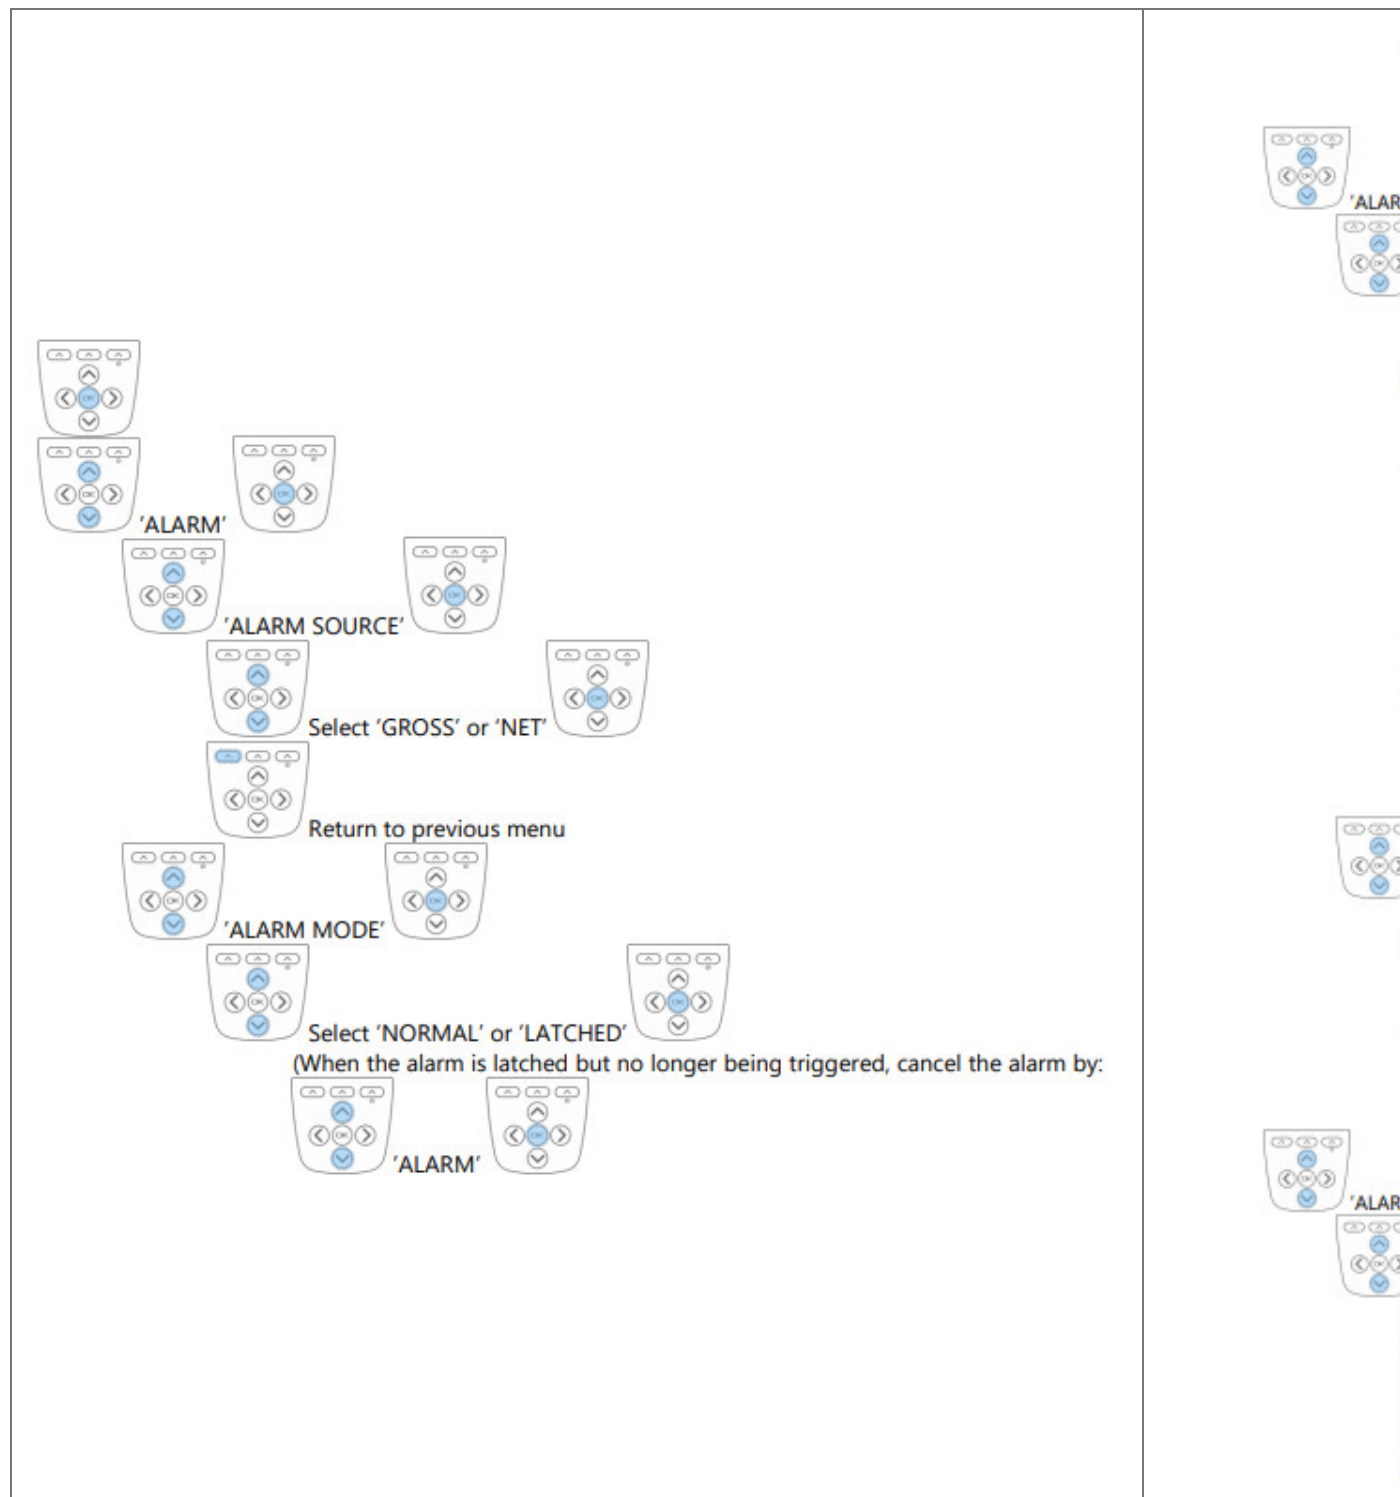 'ALARM'
'ALARM SOURCE'
Select 'GROSS' or 'NET'
Return to previous menu
'ALARM MODE'
Select 'NORMAL' or 'LATCHED'
(When the alarm is latched but no longer being triggered, cancel the alarm by:
'ALARM'
'ALAR
'ALAR